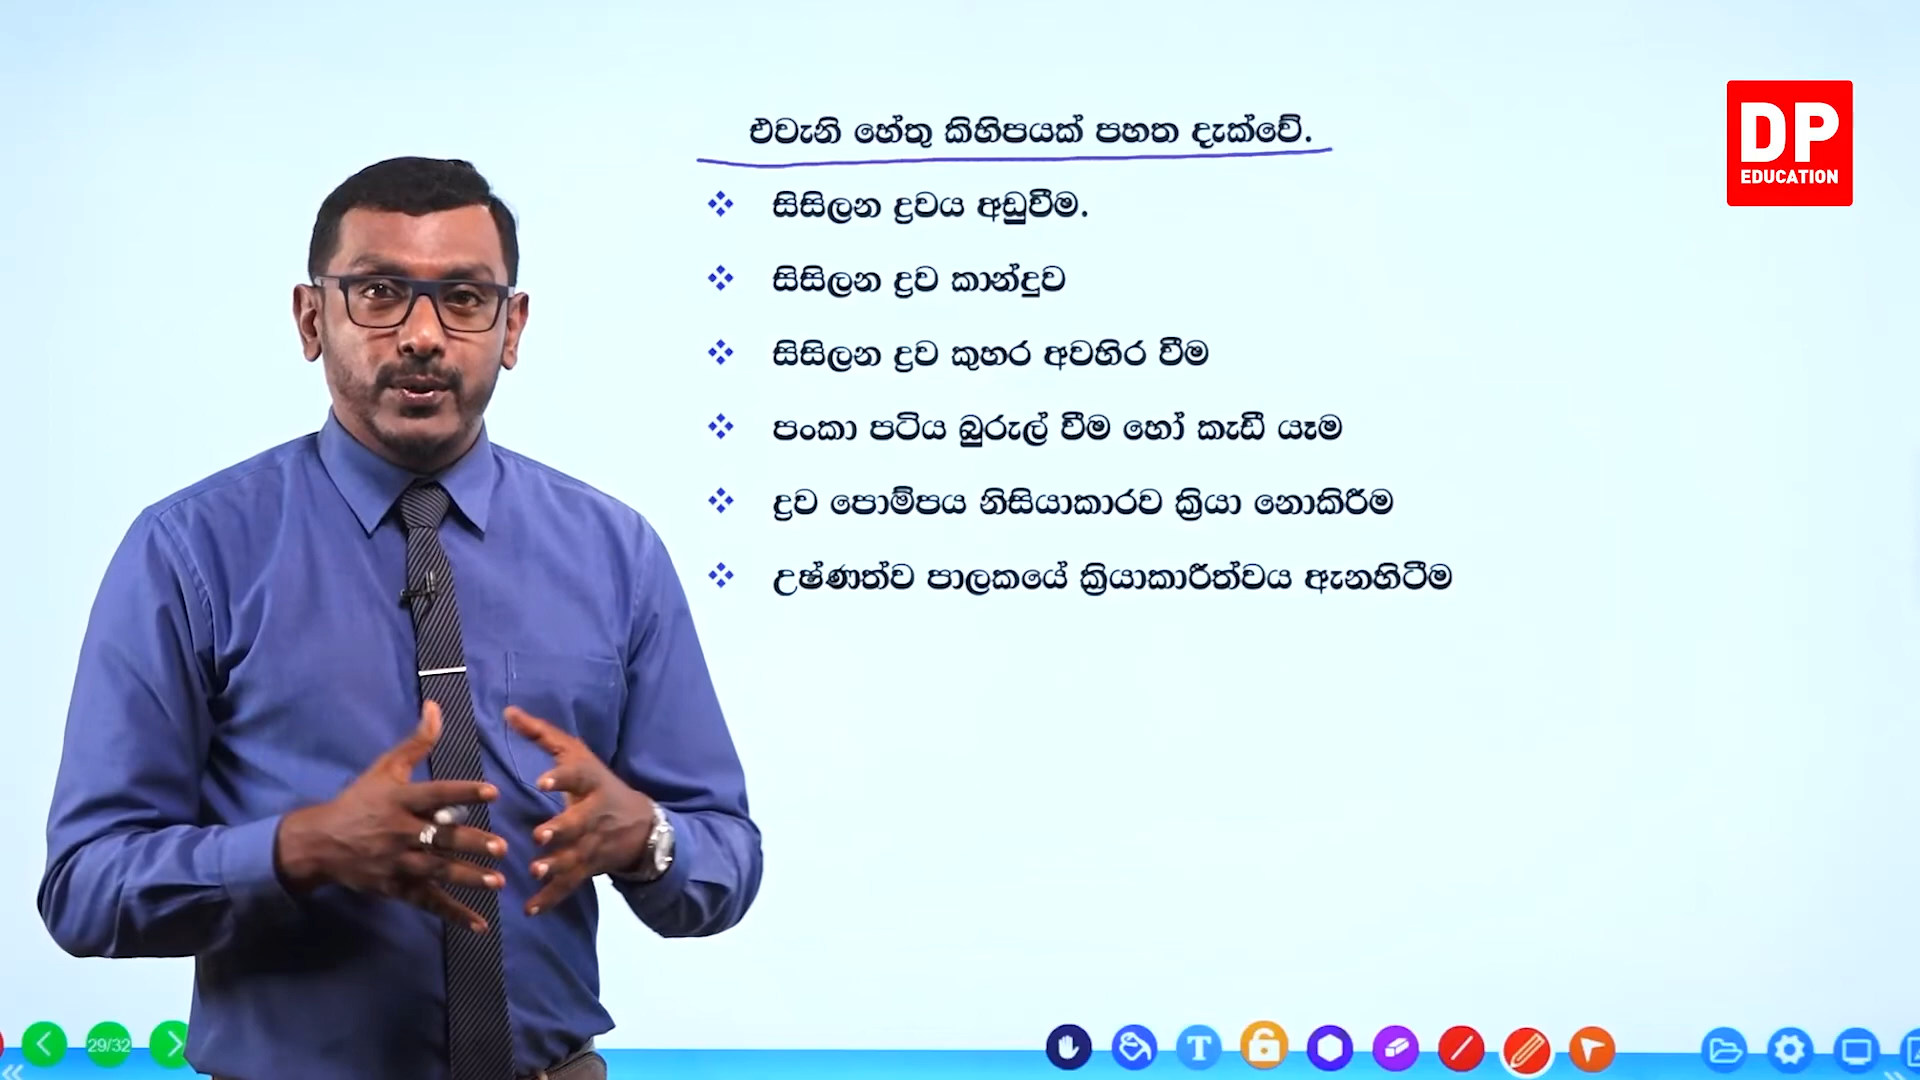 එවැනි හේතු කිහිපයක් පහත දැක්වේ.
DP
EDUCATION
සිසිලන ද්‍රවය අඩුවීම.
සිසිලන ද්‍රව කාන්දුව
සිසිලන ද්‍රව කුහර අවහිර වීම
පංකා පටිය බුරුල් වීම හෝ කැඩී යෑම
ද්‍රව පොම්පය නිසියාකාරව ක්‍රියා නොකිරීම
උෂ්ණත්ව පාලකයේ ක්‍රියාකාරීත්වය ඇනහිටීම
29/32
T